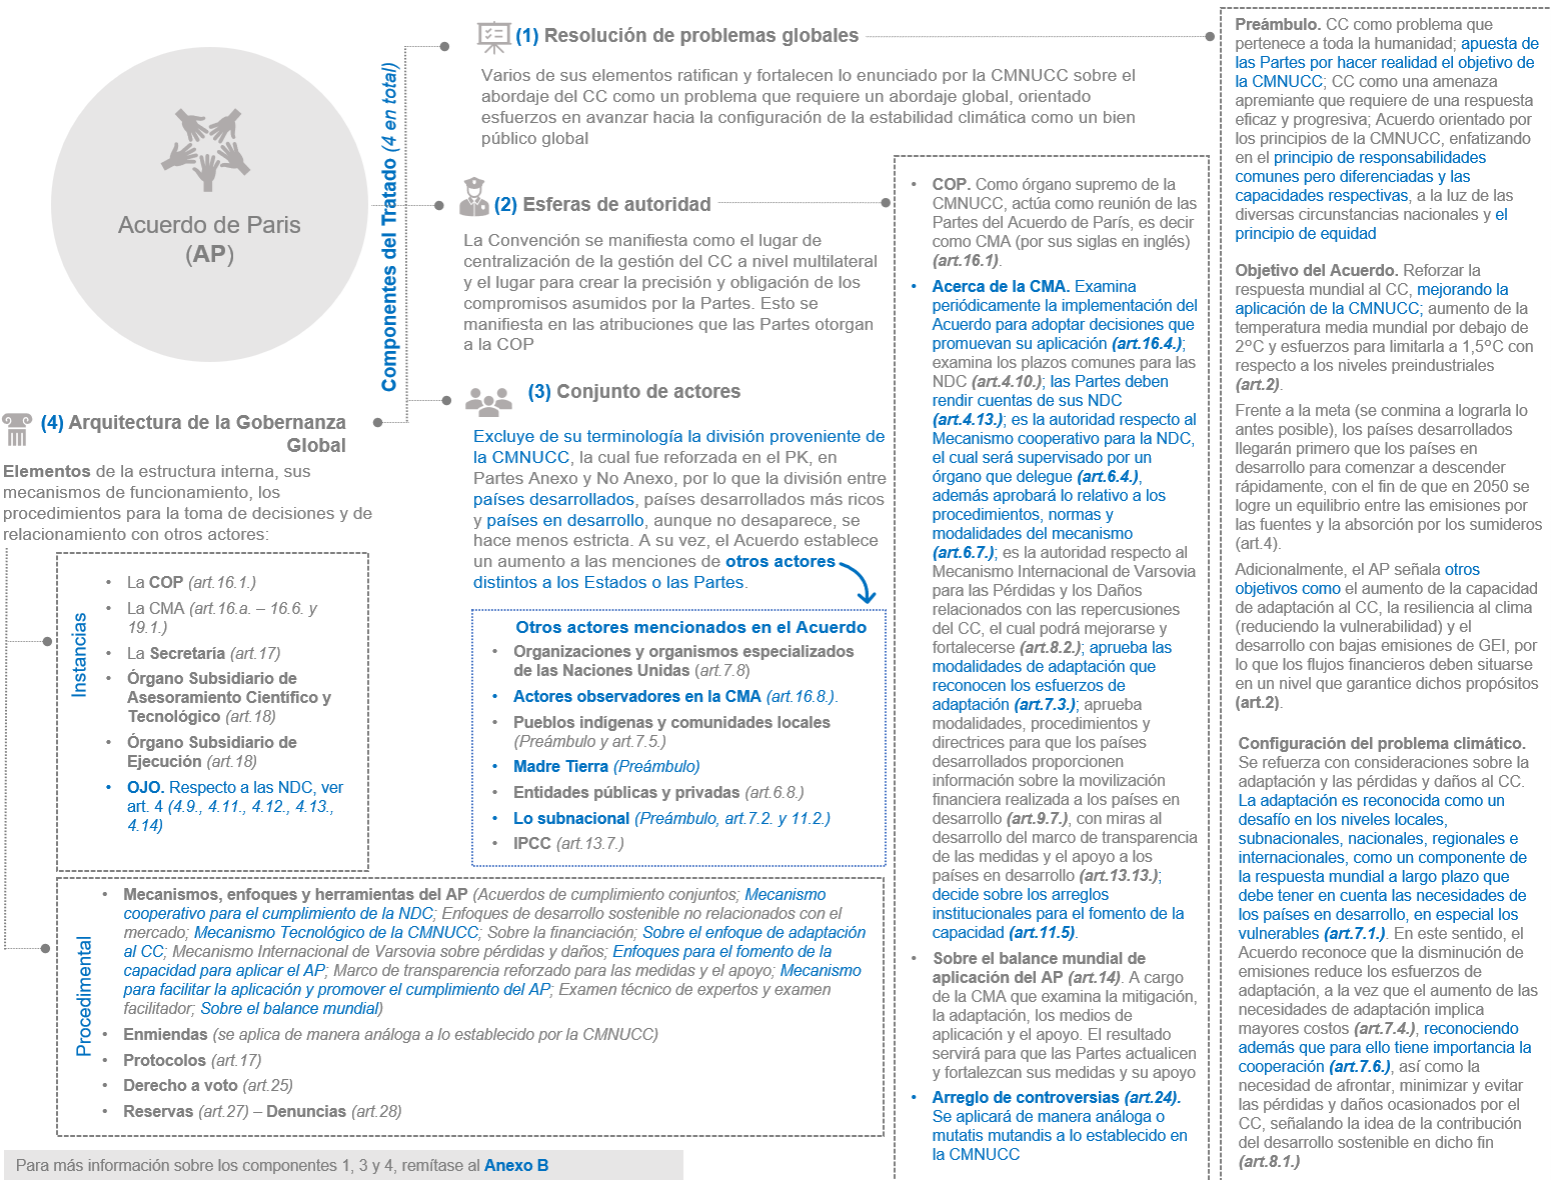 Acuerdo de Paris
(AP)
Componentes del Tratado (4 en total)
(1) Resolución de problemas globales
Varios de sus elementos ratifican y fortalecen lo enunciado por la CMNUCC sobre el
abordaje del CC como un problema que requiere un abordaje global, orientado
esfuerzos en avanzar hacia la configuración de la estabilidad climática como un bien
público global
(2) Esferas de autoridad
La Convención se manifiesta como el lugar de
centralización de la gestión del CC a nivel multilateral
y el lugar para crear la precisión y obligación de los
compromisos asumidos por la Partes. Esto se
manifiesta en las atribuciones que las Partes otorgan
a la COP
(3) Conjunto de actores
Excluye de su terminología la división proveniente de
la CMNUCC, la cual fue reforzada en el PK, en
Partes Anexo y No Anexo, por lo que la división entre
países desarrollados, países desarrollados más ricos
y países en desarrollo, aunque no desaparece, se
hace menos estricta. A su vez, el Acuerdo establece
un aumento a las menciones de otros actores
distintos a los Estados o las Partes.
Otros actores mencionados en el Acuerdo
• Organizaciones y organismos especializados
de las Naciones Unidas (art.7.8)
• Actores observadores en la CMA (art.16.8.).
• Pueblos indígenas y comunidades locales
(Preámbulo y art.7.5.)
• Madre Tierra (Preámbulo)
• Entidades públicas y privadas (art.6.8.)
• Lo subnacional (Preámbulo, art.7.2. y 11.2.)
• IPCC (art.13.7.)
(4) Arquitectura de la Gobernanza
Global
Elementos de la estructura interna, sus
mecanismos de funcionamiento, los
procedimientos para la toma de decisiones y de
relacionamiento con otros actores:
Instancias
• La COP (art.16.1.)
• La CMA (art.16.a. – 16.6. y
19.1.)
• La Secretaría (art.17)
• Órgano Subsidiario de
Asesoramiento Científico y
Tecnológico (art.18)
• Órgano Subsidiario de
Ejecución (art.18)
• OJO. Respecto a las NDC, ver
art. 4 (4.9., 4.11., 4.12., 4.13.,
4.14)
Procedimental
• Mecanismos, enfoques y herramientas del AP (Acuerdos de cumplimiento conjuntos; Mecanismo
cooperativo para el cumplimiento de la NDC; Enfoques de desarrollo sostenible no relacionados con el
mercado; Mecanismo Tecnológico de la CMNUCC; Sobre la financiación; Sobre el enfoque de adaptación
al CC; Mecanismo Internacional de Varsovia sobre pérdidas y daños; Enfoques para el fomento de la
capacidad para aplicar el AP; Marco de transparencia reforzado para las medidas y el apoyo; Mecanismo
para facilitar la aplicación y promover el cumplimiento del AP; Examen técnico de expertos y examen
facilitador; Sobre el balance mundial)
• Enmiendas (se aplica de manera análoga a lo establecido por la CMNUCC)
• Protocolos (art.17)
• Derecho a voto (art.25)
• Reservas (art.27) – Denuncias (art.28)
Para más información sobre los componentes 1, 3 y 4, remítase al Anexo B
• COP. Como órgano supremo de la
CMNUCC, actúa como reunión de las
Partes del Acuerdo de París, es decir
como CMA (por sus siglas en inglés)
(art.16.1).
• Acerca de la CMA. Examina
periódicamente la implementación del
Acuerdo para adoptar decisiones que
promuevan su aplicación (art.16.4.);
examina los plazos comunes para las
NDC (art.4.10.); las Partes deben
rendir cuentas de sus NDC
(art.4.13.); es la autoridad respecto al
Mecanismo cooperativo para la NDC,
el cual será supervisado por un
órgano que delegue (art.6.4.),
además aprobará lo relativo a los
procedimientos, normas y
modalidades del mecanismo
(art.6.7.); es la autoridad respecto al
Mecanismo Internacional de Varsovia
para las Pérdidas y los Daños
relacionados con las repercusiones
del CC, el cual podrá mejorarse y
fortalecerse (art.8.2.); aprueba las
modalidades de adaptación que
reconocen los esfuerzos de
adaptación (art.7.3.); aprueba
modalidades, procedimientos y
directrices para que los países
desarrollados proporcionen
información sobre la movilización
financiera realizada a los países en
desarrollo (art.9.7.), con miras al
desarrollo del marco de transparencia
de las medidas y el apoyo a los
países en desarrollo (art.13.13.);
decide sobre los arreglos
institucionales para el fomento de la
capacidad (art.11.5).
• Sobre el balance mundial de
aplicación del AP (art.14). A cargo
de la CMA que examina la mitigación,
la adaptación, los medios de
aplicación y el apoyo. El resultado
servirá para que las Partes actualicen
y fortalezcan sus medidas y su apoyo
• Arreglo de controversias (art.24).
Se aplicará de manera análoga o
mutatis mutandis a lo establecido en
la CMNUCC
Preámbulo. CC como problema que
pertenece a toda la humanidad; apuesta de
las Partes por hacer realidad el objetivo de
la CMNUCC; CC como una amenaza
apremiante que requiere de una respuesta
eficaz y progresiva; Acuerdo orientado por
los principios de la CMNUCC, enfatizando
en el principio de responsabilidades
comunes pero diferenciadas y las
capacidades respectivas, a la luz de las
diversas circunstancias nacionales y el
principio de equidad
Objetivo del Acuerdo. Reforzar la
respuesta mundial al CC, mejorando la
aplicación de la CMNUCC; aumento de la
temperatura media mundial por debajo de
2ºC y esfuerzos para limitarla a 1,5ºC con
respecto a los niveles preindustriales
(art.2).
Frente a la meta (se conmina a lograrla lo
antes posible), los países desarrollados
llegarán primero que los países en
desarrollo para comenzar a descender
rápidamente, con el fin de que en 2050 se
logre un equilibrio entre las emisiones por
las fuentes y la absorción por los sumideros
(art.4).
Adicionalmente, el AP señala otros
objetivos como el aumento de la capacidad
de adaptación al CC, la resiliencia al clima
(reduciendo la vulnerabilidad) y el
desarrollo con bajas emisiones de GEI, por
lo que los flujos financieros deben situarse
en un nivel que garantice dichos propósitos
(art.2).
Configuración del problema climático.
Se refuerza con consideraciones sobre la
adaptación y las pérdidas y daños al CC.
La adaptación es reconocida como un
desafío en los niveles locales,
subnacionales, nacionales, regionales e
internacionales, como un componente de
la respuesta mundial a largo plazo que
debe tener en cuenta las necesidades de
los países en desarrollo, en especial los
vulnerables (art.7.1.). En este sentido, el
Acuerdo reconoce que la disminución de
emisiones reduce los esfuerzos de
adaptación, a la vez que el aumento de las
necesidades de adaptación implica
mayores costos (art.7.4.), reconociendo
además que para ello tiene importancia la
cooperación (art.7.6.), así como la
necesidad de afrontar, minimizar y evitar
las pérdidas y daños ocasionados por el
CC, señalando la idea de la contribución
del desarrollo sostenible en dicho fin
(art.8.1.)